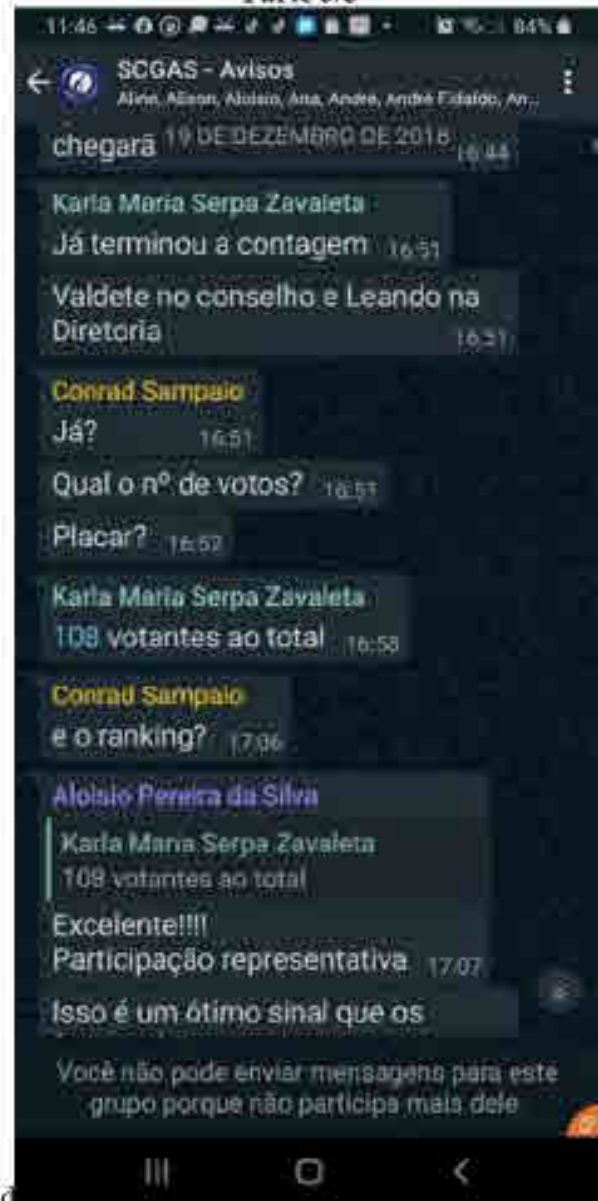 11:46
84%
SCGAS - Avisos
Aline, Alison, Aloisio, Ana, Andre, André Fidalgo, An...
chegará
19 DE DEZEMBRO DE 2018
16:44
Karla Maria Serpa Zavaleta
Já terminou a contagem 16:51
Valdete no conselho e Leando na
Diretoria 16:51
Conrad Sampaio
Já? 16:51
Qual o nº de votos? 16:51
Placar? 16:52
Karla Maria Serpa Zavaleta
108 votantes ao total 16:58
Conrad Sampaio
e o ranking? 17:06
Aloisio Pereira da Silva
Karla Maria Serpa Zavaleta
108 votantes ao total
Excelente!!!!
Participação representativa 17:07
Isso é um ótimo sinal que os
Você não pode enviar mensagens para este
grupo porque não participa mais dele